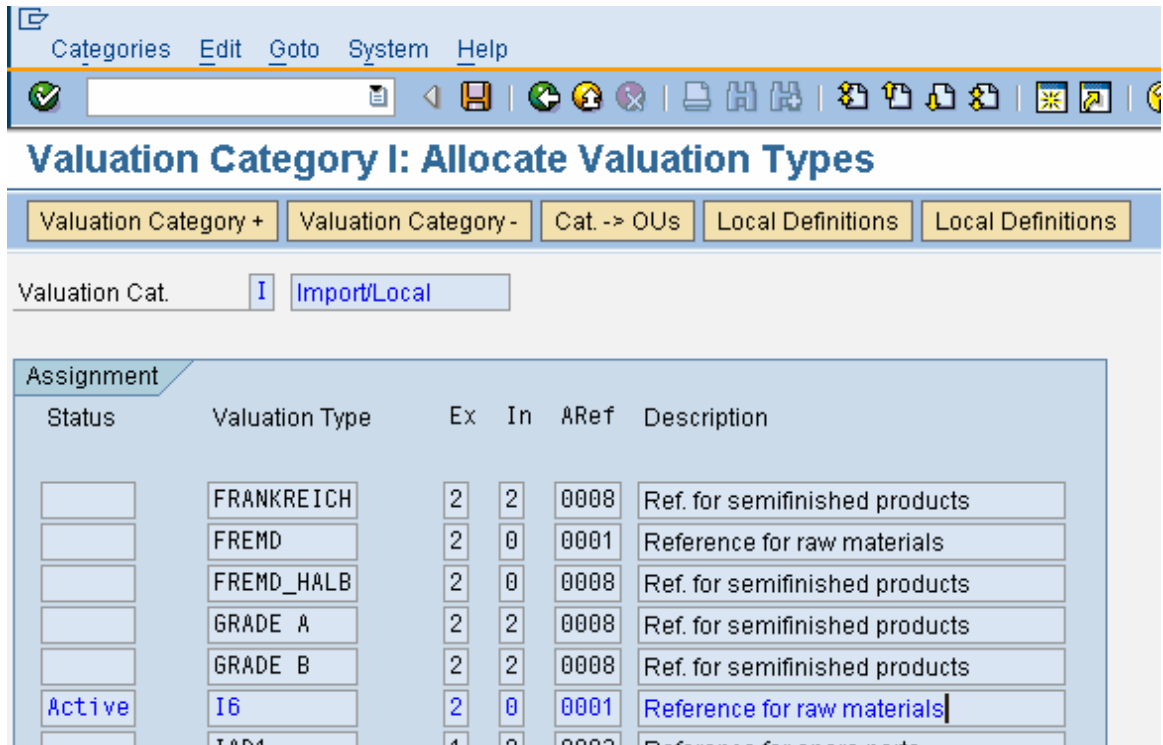 Categories Edit Goto System Help
Valuation Category I: Allocate Valuation Types
Valuation Category + Valuation Category - Cat. -> OUs Local Definitions Local Definitions
Valuation Cat. I Import/Local
Assignment
Status Valuation Type Ex In ARef Description
FRANKREICH 2 2 0008 Ref. for semifinished products
FREMD 2 0 0001 Reference for raw materials
FREMD_HALB 2 0 0008 Ref. for semifinished products
GRADE A 2 2 0008 Ref. for semifinished products
GRADE B 2 2 0008 Ref. for semifinished products
Active I6 2 0 0001 Reference for raw materials